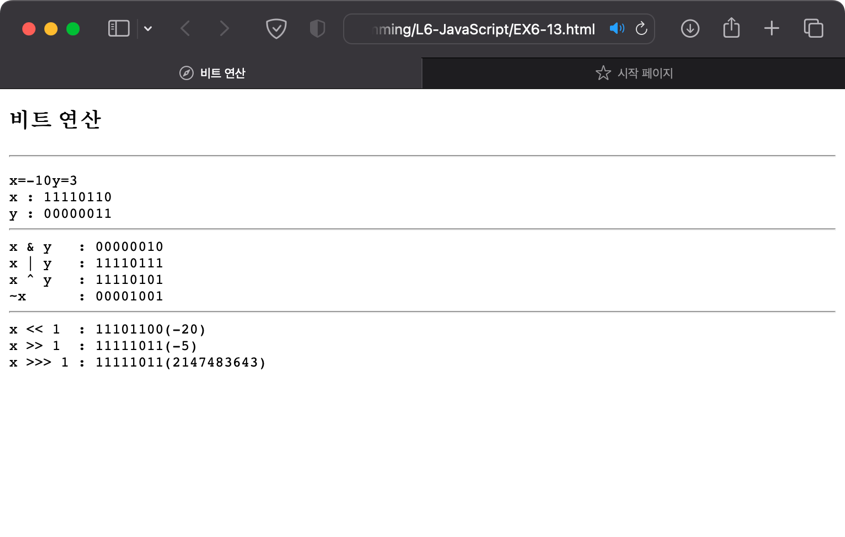 ming/L6-JavaScript/EX6-13.html
비트 연산
시작 페이지
비트 연산
x=-10y=3
x : 11110110
y : 00000011
x & y   : 00000010
x | y   : 11110111
x ^ y   : 11110101
~x      : 00001001
x << 1  : 11101100(-20)
x >> 1  : 11111011(-5)
x >>> 1 : 11111011(2147483643)